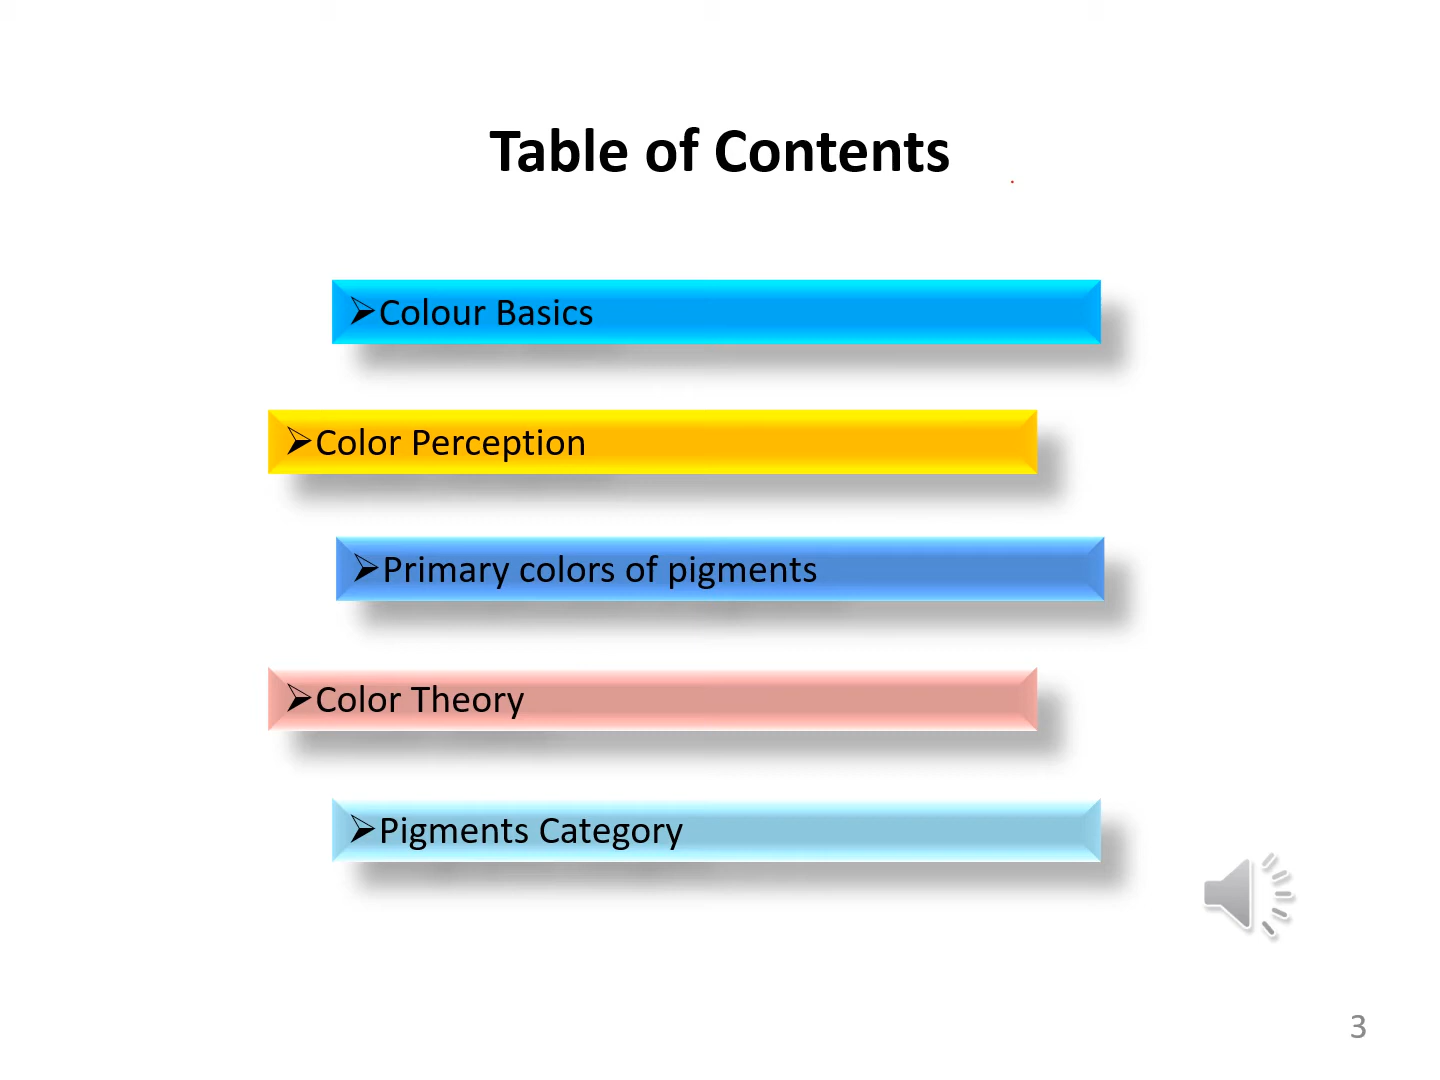 Table of Contents
➢Colour Basics
➢Color Perception
➢Primary colors of pigments
➢Color Theory
➢Pigments Category
3